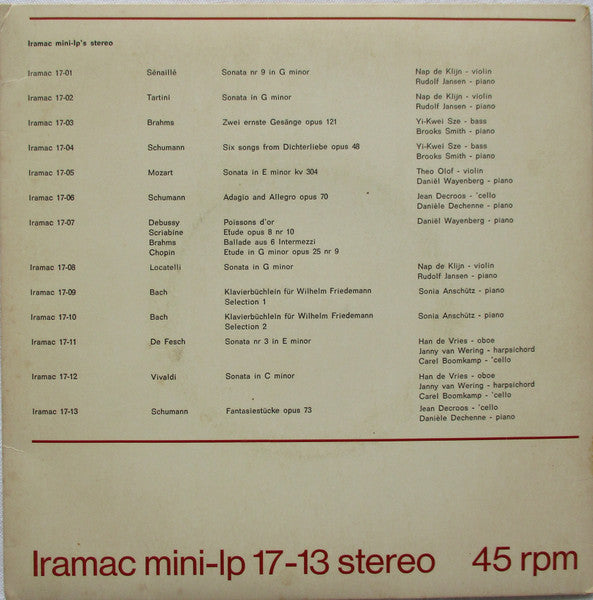 Iramac mini-lp's stereo
Iramac 17-01 Sénaillé Sonata nr 9 in G minor Nap de Klijn - violin
Rudolf Jansen - piano
Iramac 17-02 Tartini Sonata in G minor Nap de Klijn - violin
Rudolf Jansen - piano
Iramac 17-03 Brahms Zwei ernste Gesänge opus 121 Yi-Kwei Sze - bass
Brooks Smith - piano
Iramac 17-04 Schumann Six songs from Dichterliebe opus 48 Yi-Kwei Sze - bass
Brooks Smith - piano
Iramac 17-05 Mozart Sonata in E minor kv 304 Theo Olof - violin
Daniël Wayenberg - piano
Iramac 17-06 Schumann Adagio and Allegro opus 70 Jean Decroos - 'cello
Danièle Dechenne - piano
Iramac 17-07 Debussy Poissons d'or Daniël Wayenberg - piano
Scriabine Etude opus 8 nr 10
Brahms Ballade aus 6 Intermezzi
Chopin Etude in G minor opus 25 nr 9
Iramac 17-08 Locatelli Sonata in G minor Nap de Klijn - violin
Rudolf Jansen - piano
Iramac 17-09 Bach Klavierbüchlein für Wilhelm Friedemann Sonia Anschütz - piano
Selection 1
Iramac 17-10 Bach Klavierbüchlein für Wilhelm Friedemann Sonia Anschütz - piano
Selection 2
Iramac 17-11 De Fesch Sonata nr 3 in E minor Han de Vries - oboe
Janny van Wering - harpsichord
Carel Boomkamp - 'cello
Iramac 17-12 Vivaldi Sonata in C minor Han de Vries - oboe
Janny van Wering - harpsichord
Carel Boomkamp - 'cello
Iramac 17-13 Schumann Fantasiestücke opus 73 Jean Decroos - 'cello
Danièle Dechenne - piano
Iramac mini-lp 17-13 stereo 45 rpm